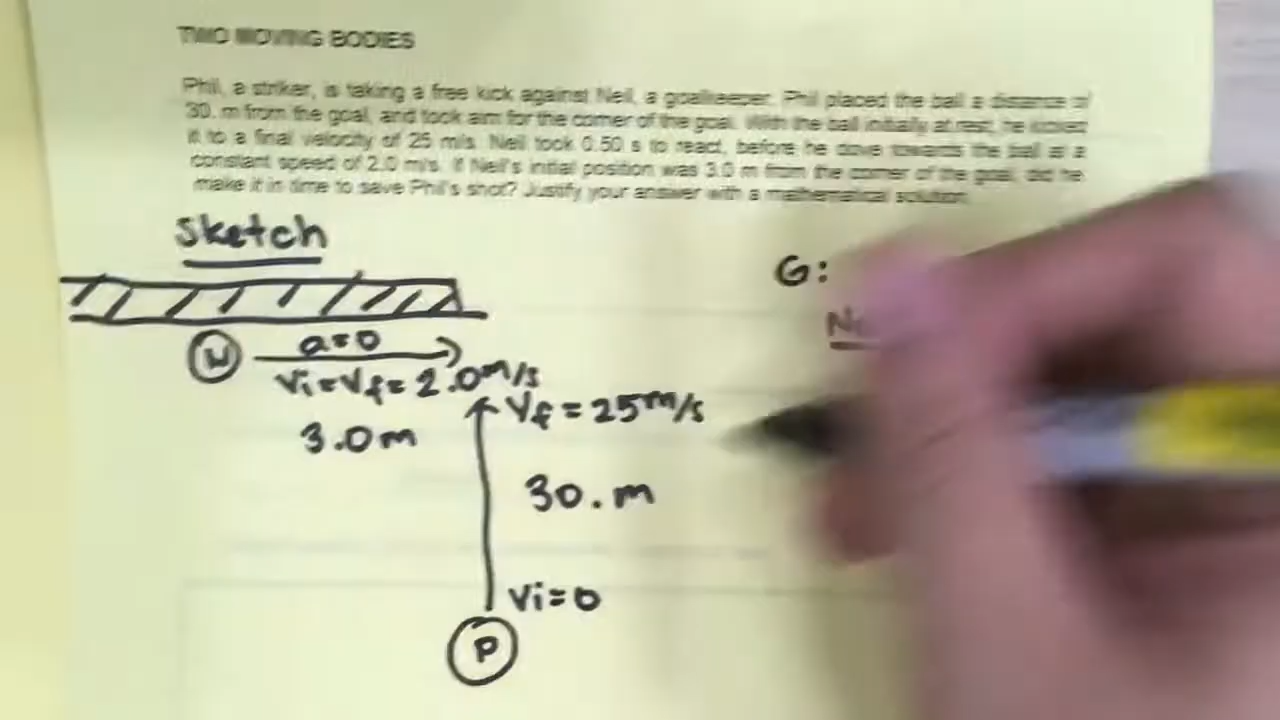 TWO MOVING BODIES
Phil, a striker, is taking a free kick against Neil, a goalkeeper. Phil placed the ball a distance of
30. m from the goal, and took aim for the corner of the goal. With the ball initially at rest, he kicked
it to a final velocity of 25 m/s. Neil took 0.50 s to react, before he dove towards the ball at a
constant speed of 2.0 m/s. If Neil's initial position was 3.0 m from the corner of the goal, did he
make it in time to save Phil's shot? Justify your answer with a mathematical solution.
Sketch
G:
N
a=0
Vi=Vf= 2.0m/s
Vf = 25m/s
3.0m
30. m
Vi=0
P